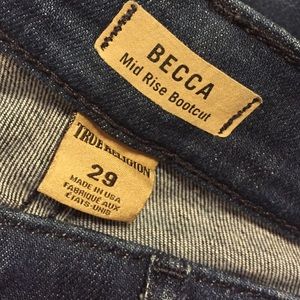 BECCA
Mid Rise Bootcut
TRUE RELIGION
29
MADE IN USA
FABRIQUÉ AUX
ÉTATS-UNIS